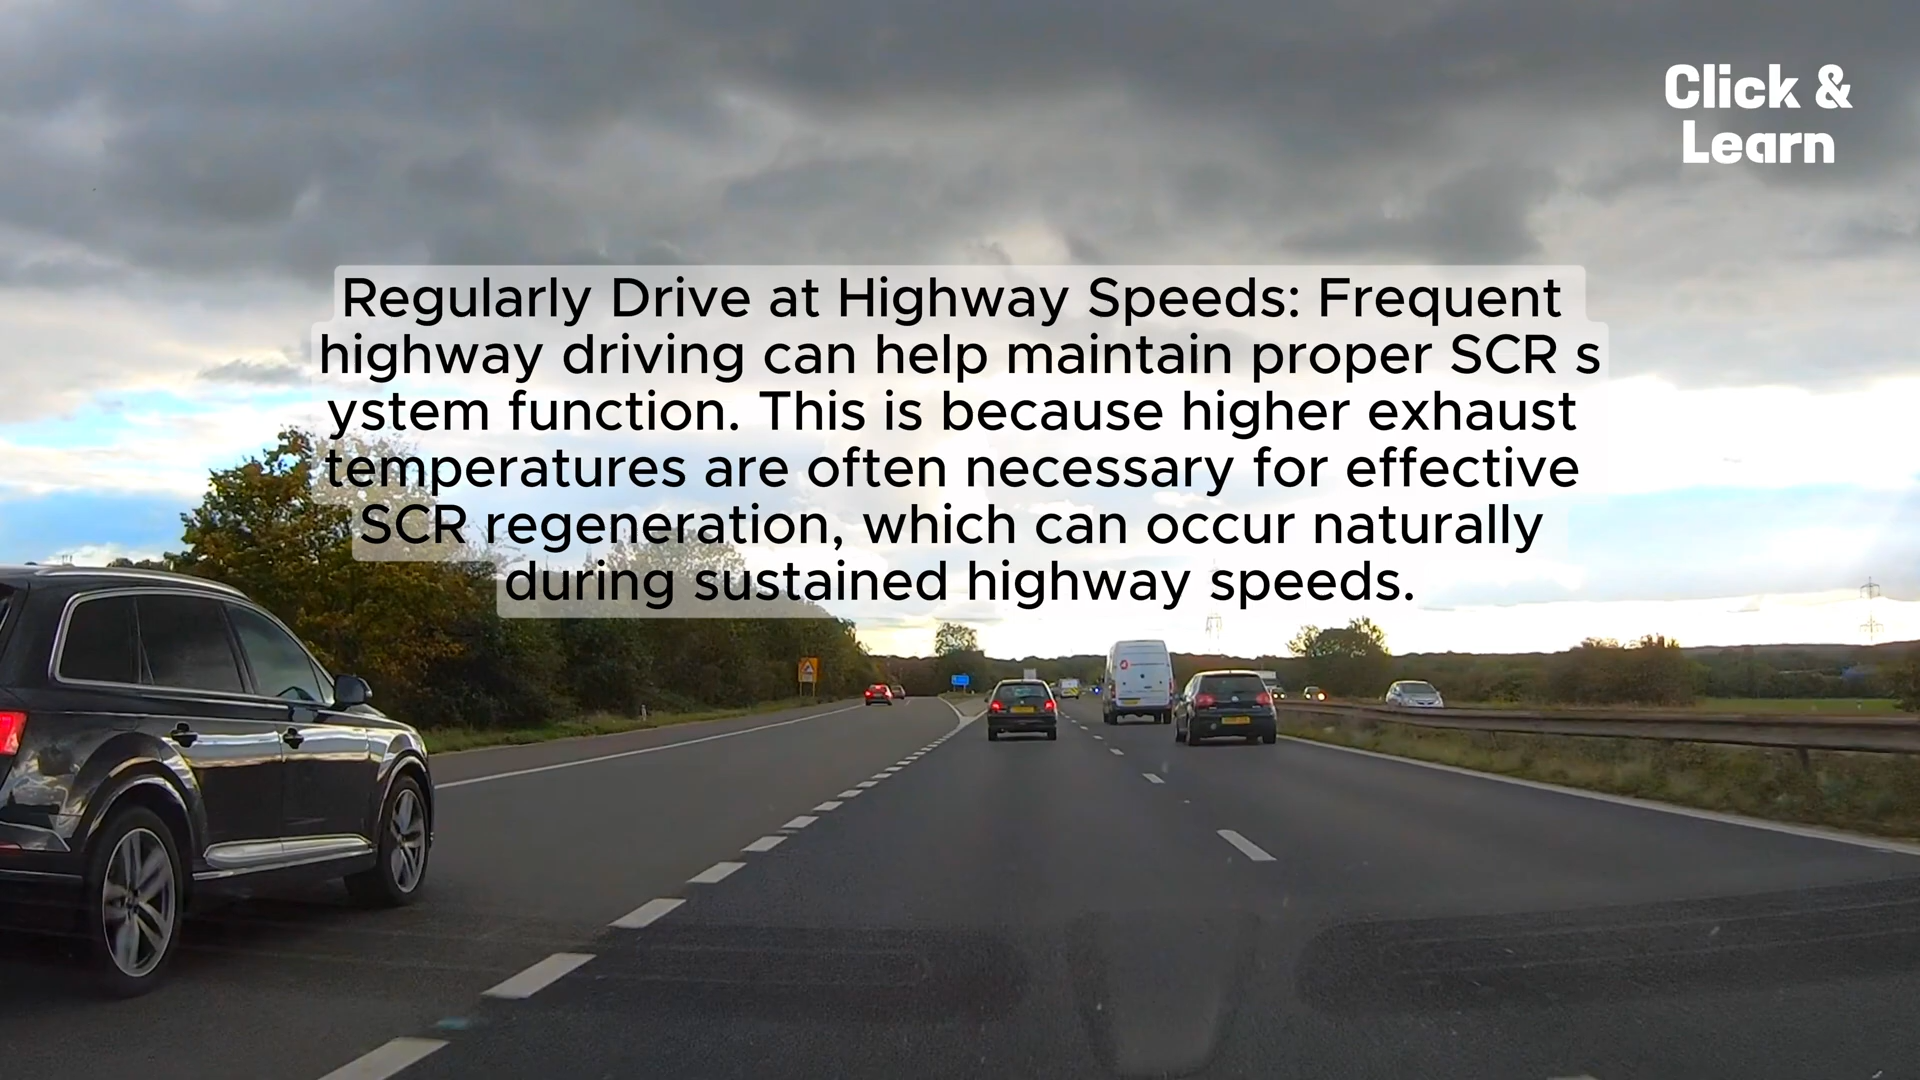 Click &
Learn
Regularly Drive at Highway Speeds: Frequent
highway driving can help maintain proper SCR s
ystem function. This is because higher exhaust
temperatures are often necessary for effective
SCR regeneration, which can occur naturally
during sustained highway speeds.